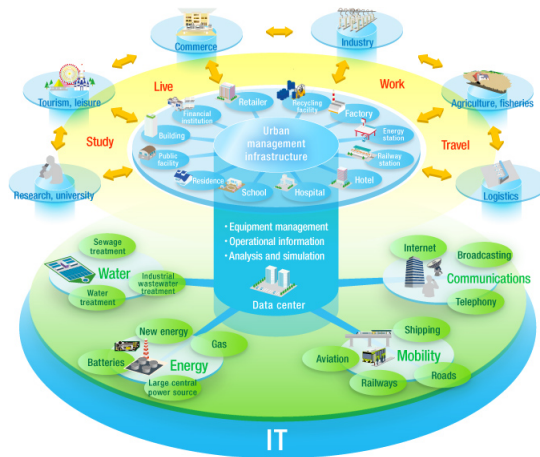 Commerce
Industry
Tourism, leisure
Live
Work
Agriculture, fisheries
Retailer
Recycling
facility
Financial
institution
Factory
Urban
management
infrastructure
Building
Energy
station
Study
Travel
Public
facility
Railway
station
Research, university
Residence
School
Hospital
Hotel
Logistics
• Equipment management
• Operational information
• Analysis and simulation
Data center
Sewage
treatment
Water
Industrial
wastewater
treatment
Water
treatment
Internet
Broadcasting
Communications
Telephony
New energy
Gas
Batteries
Energy
Large central
power source
Shipping
Aviation
Mobility
Roads
Railways
IT